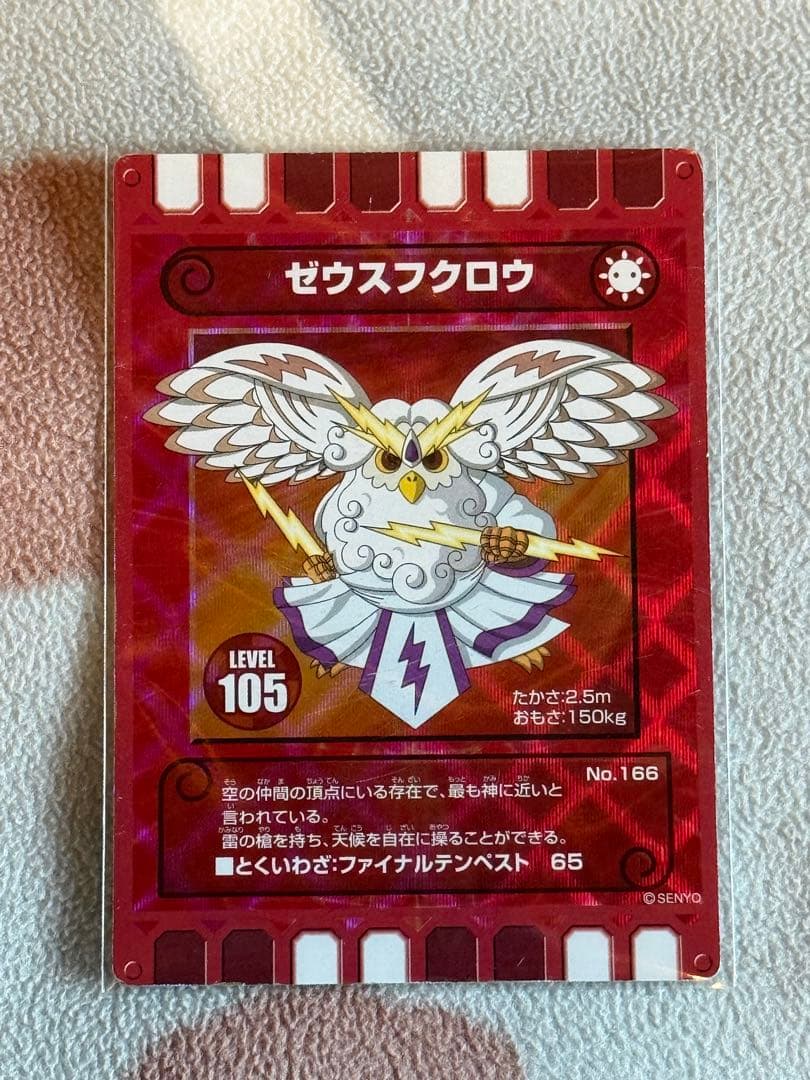 ゼウスフクロウ
LEVEL
105
たかさ:2.5m
おもさ:150kg
No.166
空の仲間の頂点にいる存在で、最も神に近いと
言われている。
雷の槍を持ち、天候を自在に操ることができる。
■とくいわざ:ファイナルテンペスト 65
©SENYO